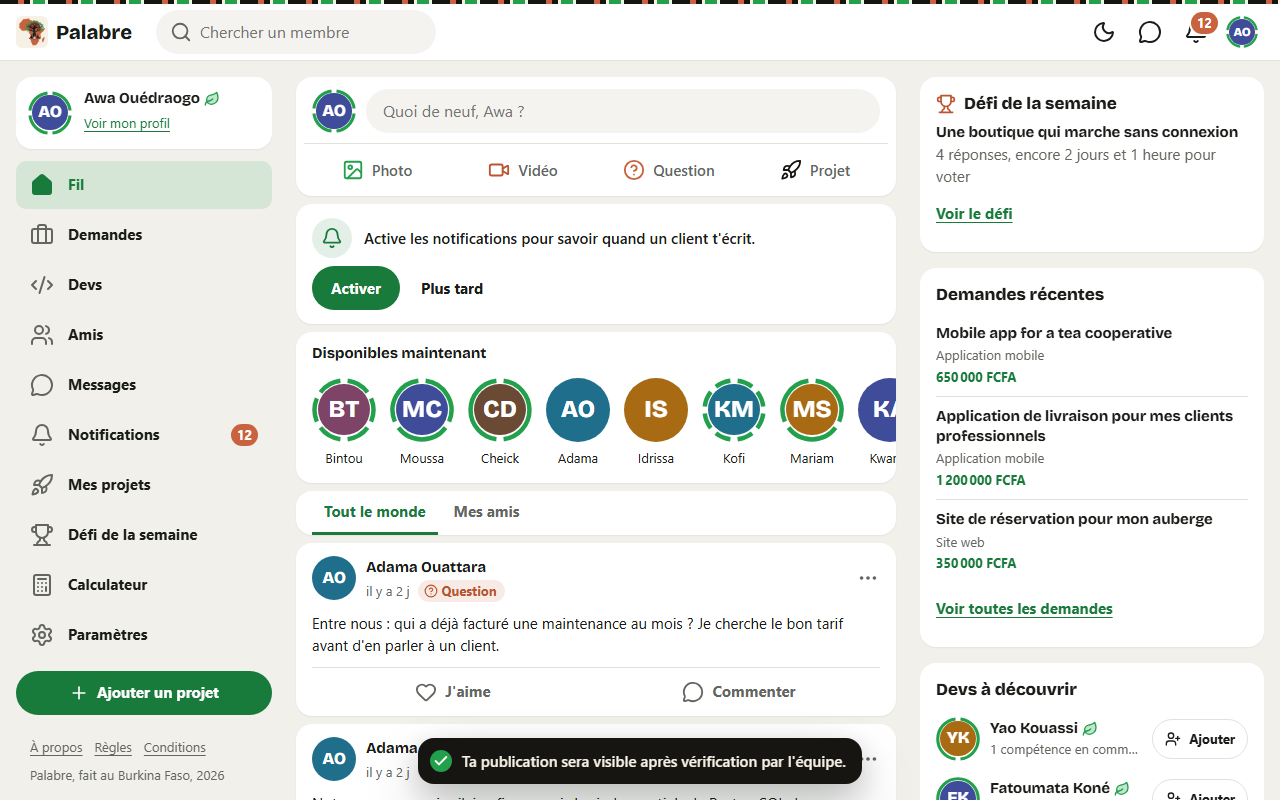 Palabre
Chercher un membre
12
AO
AO
Awa Ouédraogo
Voir mon profil
Fil
Demandes
Devs
Amis
Messages
Notifications
12
Mes projets
Défi de la semaine
Calculateur
Paramètres
Ajouter un projet
À propos Règles Conditions
Palabre, fait au Burkina Faso, 2026
AO
Quoi de neuf, Awa ?
Photo
Vidéo
Question
Projet
Active les notifications pour savoir quand un client t'écrit.
Activer
Plus tard
Disponibles maintenant
BT
MC
CD
AO
IS
KM
MS
Bintou
Moussa
Cheick
Adama
Idrissa
Kofi
Mariam
Tout le monde
Mes amis
AO
Adama Ouattara
il y a 2 j
Question
Entre nous : qui a déjà facturé une maintenance au mois ? Je cherche le bon tarif
avant d'en parler à un client.
J'aime
Commenter
AO
Adama
il y a 2 j
Ta publication sera visible après vérification par l'équipe.
Défi de la semaine
Une boutique qui marche sans connexion
4 réponses, encore 2 jours et 1 heure pour
voter
Voir le défi
Demandes récentes
Mobile app for a tea cooperative
Application mobile
650 000 FCFA
Application de livraison pour mes clients
professionnels
Application mobile
1 200 000 FCFA
Site de réservation pour mon auberge
Site web
350 000 FCFA
Voir toutes les demandes
Devs à découvrir
YK
Yao Kouassi
1 compétence en comm...
Ajouter
FK
Fatoumata Koné
Ajouter